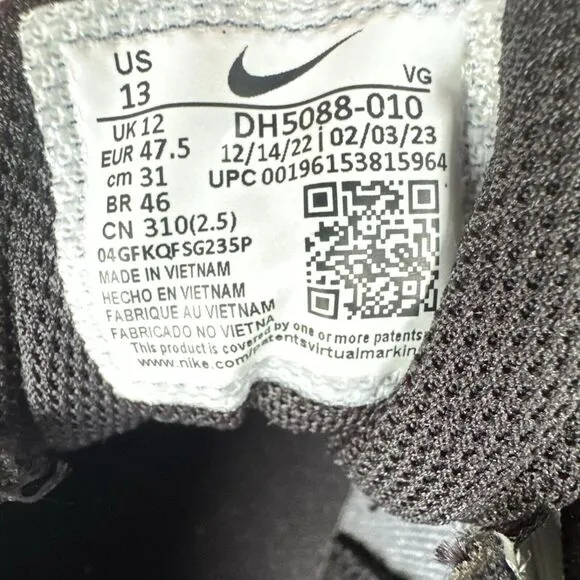 US
13
VG
UK 12
DH5088-010
EUR 47.5
12/14/22 | 02/03/23
cm 31
UPC 00196153815964
BR 46
CN 310(2.5)
04GFKQFSG235P
MADE IN VIETNAM
HECHO EN VIETNAM
FABRIQUE AU VIETNAM
FABRICADO NO VIETNA
This product is covered by one or more patents
www.nike.com/patentsvirtualmarkin